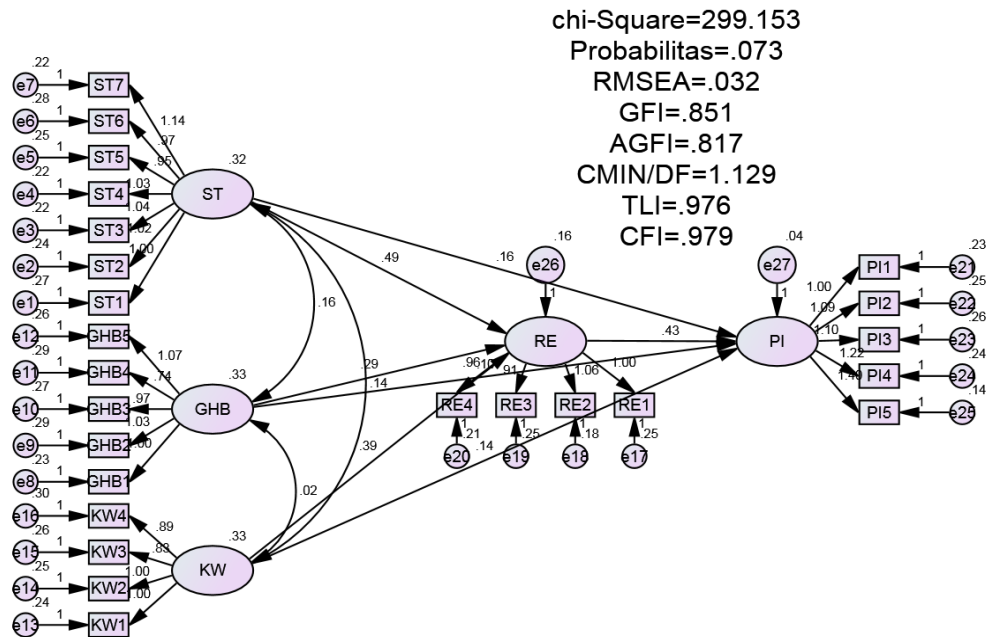 chi-Square=299.153
Probabilitas=.073
RMSEA=.032
GFI=.851
AGFI=.817
CMIN/DF=1.129
TLI=.976
CFI=.979
.22
e7 1 ST7
.28
e6 1 ST6
.25
e5 1 ST5
.22
e4 1 ST4
.22
e3 1 ST3
.24
e2 1 ST2
.27
e1 1 ST1
.26
e12 1 GHB5
.29
e11 1 GHB4
.27
e10 1 GHB3
.29
e9 1 GHB2
.23
e8 1 GHB1
.30
e16 1 KW4
.26
e15 1 KW3
.25
e14 1 KW2
.24
e13 1 KW1
1.14
.97
.95
1.03
1.04
1.02
1.00
.32
ST
1.07
.74
.97
1.03
1.00
.33
GHB
.89
.83
1.00
1.00
.33
KW
.16
.39
.02
.49
.16
.29
.14
.14
.43
.16
e26
1
RE
.96
.91
1.06
1.00
RE4 RE3 RE2 RE1
1 1 1 1
.21 .25 .18 .25
e20 e19 e18 e17
.04
e27
1
PI
1.00
1.09
1.10
1.22
.23
PI1 1 e21
.25
PI2 1 e22
.26
PI3 1 e23
.24
PI4 1 e24
.14
PI5 1 e25